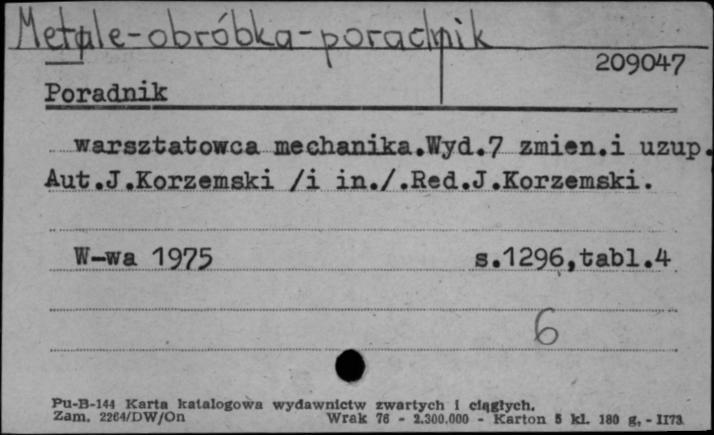 Metale-obróbka-poradnik
209047
Poradnik
warsztatowca mechanika.Wyd.7 zmien.i uzup.
Aut.J.Korzemski /i in./.Red.J.Korzemski.
W-wa 1975 s.1296,tabl.4
6
Pu-B-144 Karta katalogowa wydawnictw zwartych i ciągłych.
Zam. 2264/DW/On Wrak 76 - 2.300.000 - Karton 5 kl. 180 g. - II73